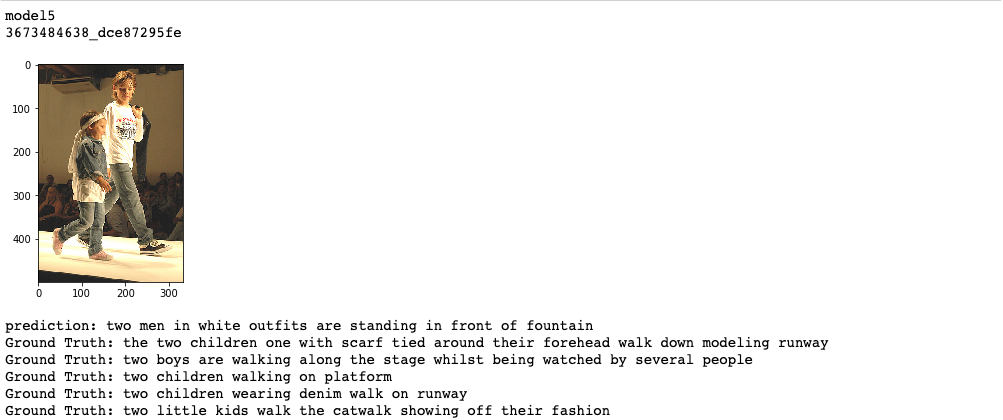 model5
3673484638_dce87295fe
0
100
200
300
400
0 100 200 300
prediction: two men in white outfits are standing in front of fountain
Ground Truth: the two children one with scarf tied around their forehead walk down modeling runway
Ground Truth: two boys are walking along the stage whilst being watched by several people
Ground Truth: two children walking on platform
Ground Truth: two children wearing denim walk on runway
Ground Truth: two little kids walk the catwalk showing off their fashion